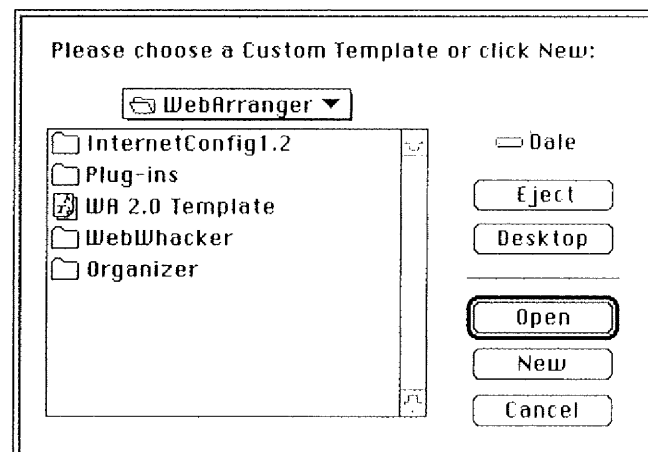 Please choose a Custom Template or click New:
WebArranger
InternetConfig1.2
Plug-ins
WA 2.0 Template
WebWhacker
Organizer
Dale
Eject
Desktop
Open
New
Cancel